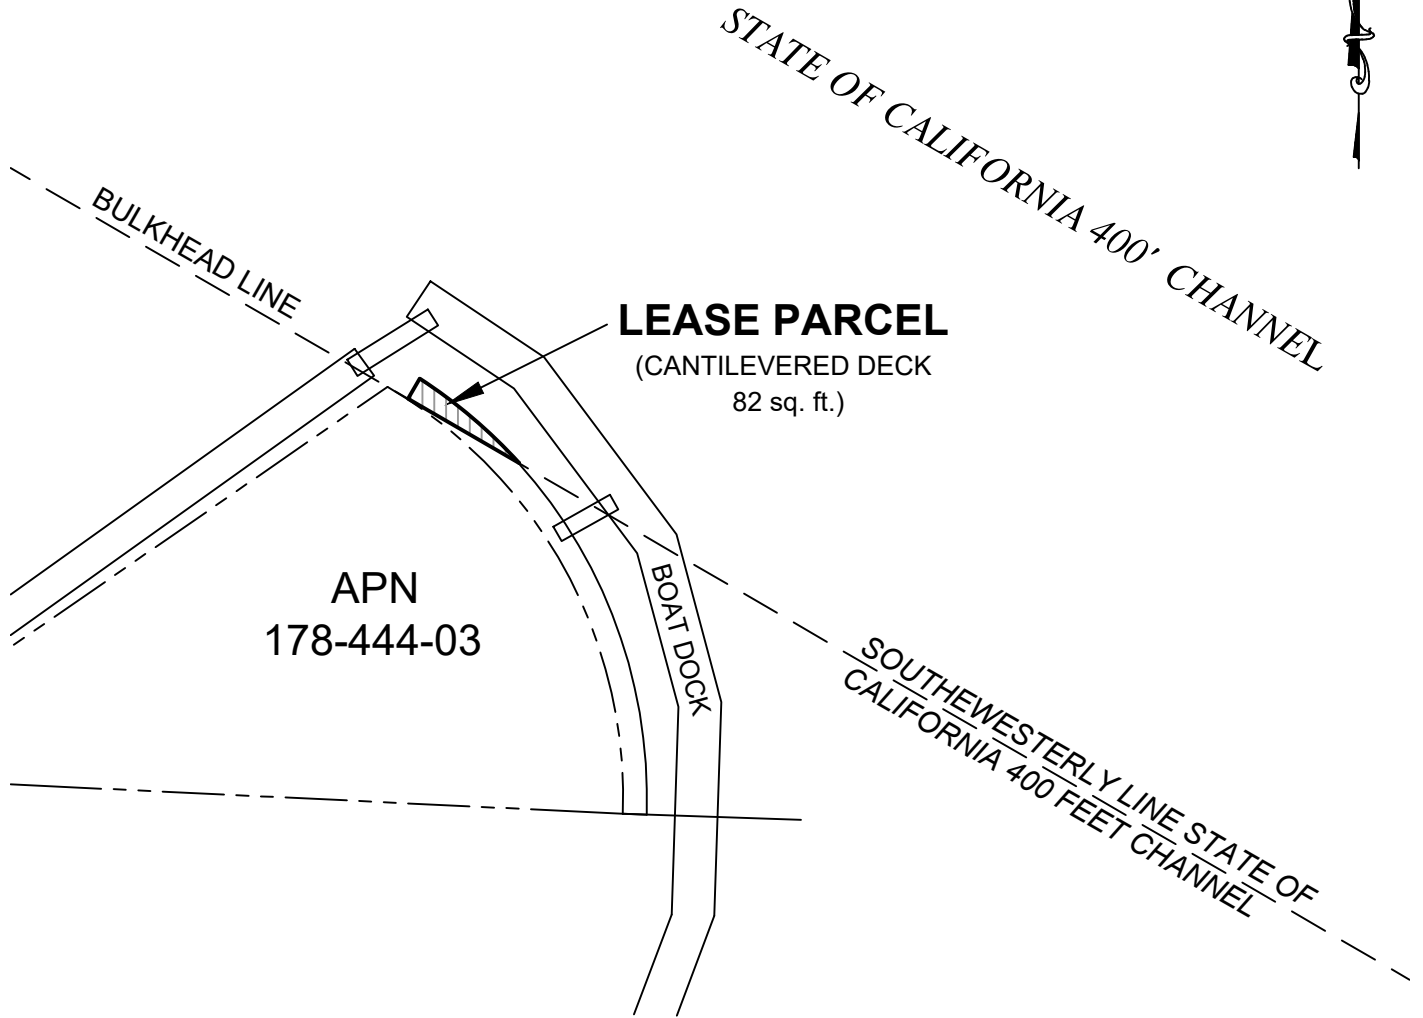 STATE OF CALIFORNIA 400' CHANNEL
BULKHEAD LINE
LEASE PARCEL
(CANTILEVERED DECK
82 sq. ft.)
APN
178-444-03
BOAT DOCK
SOUTHEWESTERLY LINE STATE OF
CALIFORNIA 400 FEET CHANNEL